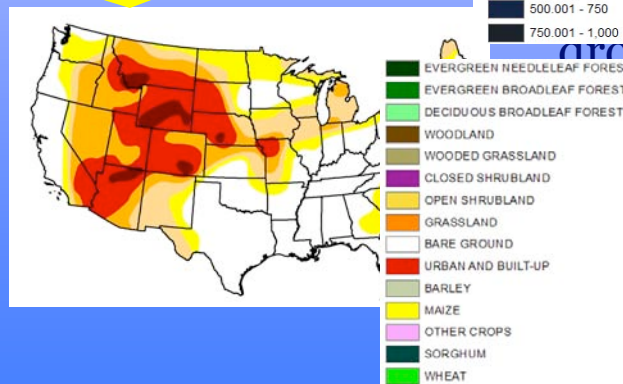 500.001 - 750
750.001 - 1,000
EVERGREEN NEEDLELEAF FORES
EVERGREEN BROADLEAF FOREST
DECIDUOUS BROADLEAF FOREST
WOODLAND
WOODED GRASSLAND
CLOSED SHRUBLAND
OPEN SHRUBLAND
GRASSLAND
BARE GROUND
URBAN AND BUILT-UP
BARLEY
MAIZE
OTHER CROPS
SORGHUM
WHEAT